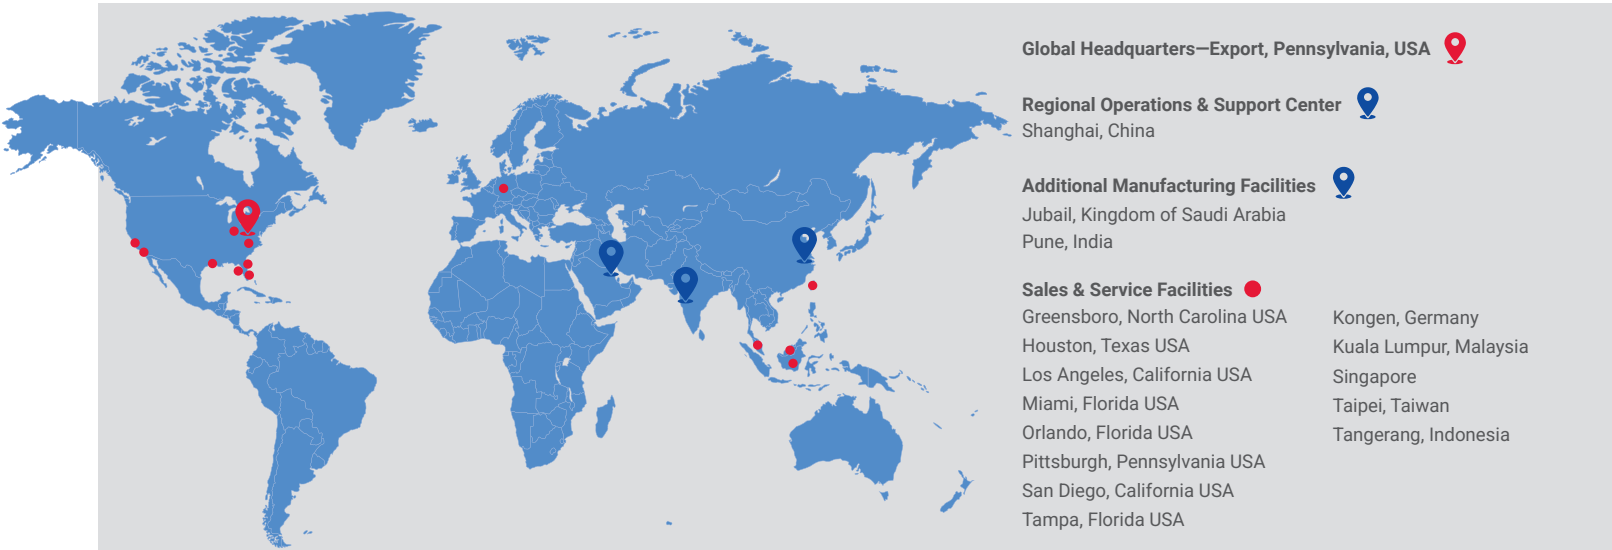 Global Headquarters—Export, Pennsylvania, USA
Regional Operations & Support Center
Shanghai, China
Additional Manufacturing Facilities
Jubail, Kingdom of Saudi Arabia
Pune, India
Sales & Service Facilities
Greensboro, North Carolina USA
Houston, Texas USA
Los Angeles, California USA
Miami, Florida USA
Orlando, Florida USA
Pittsburgh, Pennsylvania USA
San Diego, California USA
Tampa, Florida USA
Kongen, Germany
Kuala Lumpur, Malaysia
Singapore
Taipei, Taiwan
Tangerang, Indonesia